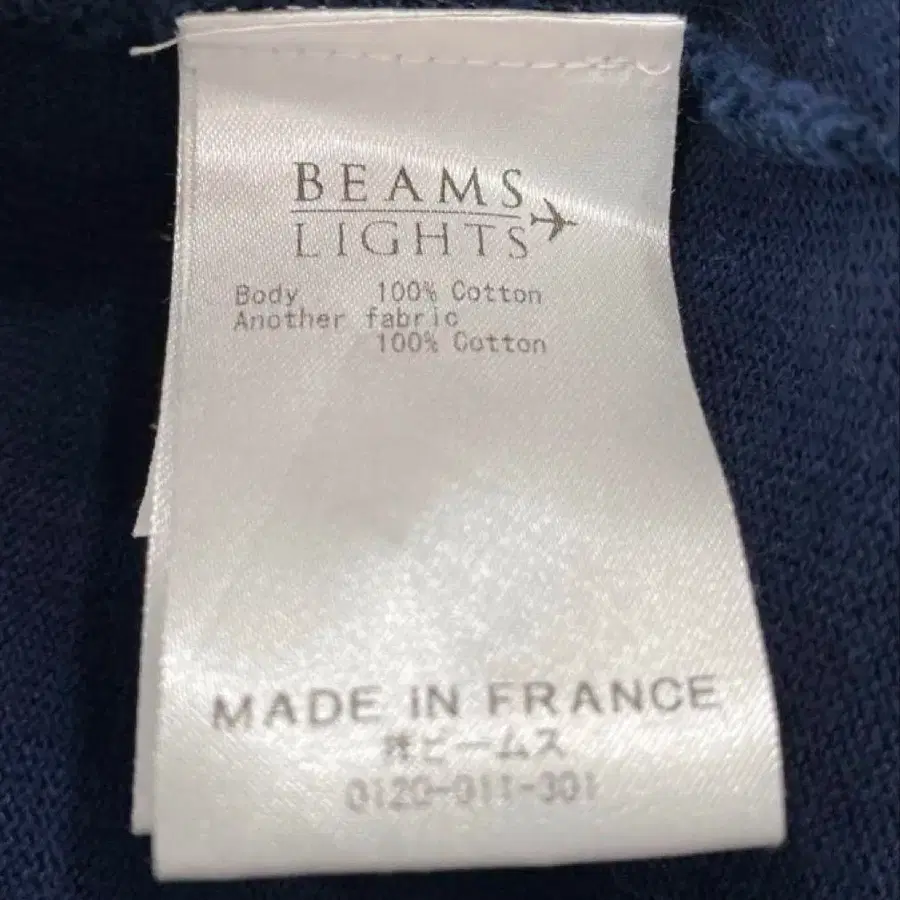 BEAMS
LIGHTS
Body 100% Cotton
Another fabric
100% Cotton
MADE IN FRANCE
㈱ビームス
0120-011-301